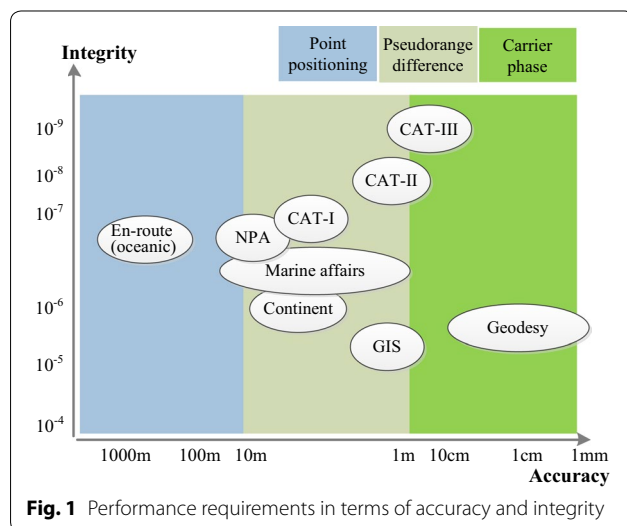 Integrity
Point
positioning
Pseudorange
difference
Carrier
phase
10-9
10-8
10-7
10-6
10-5
10-4
CAT-III
CAT-II
CAT-I
En-route
(oceanic)
NPA
Marine affairs
Continent
GIS
Geodesy
1000m 100m 10m 1m 10cm 1cm 1mm
Accuracy
Fig. 1 Performance requirements in terms of accuracy and integrity